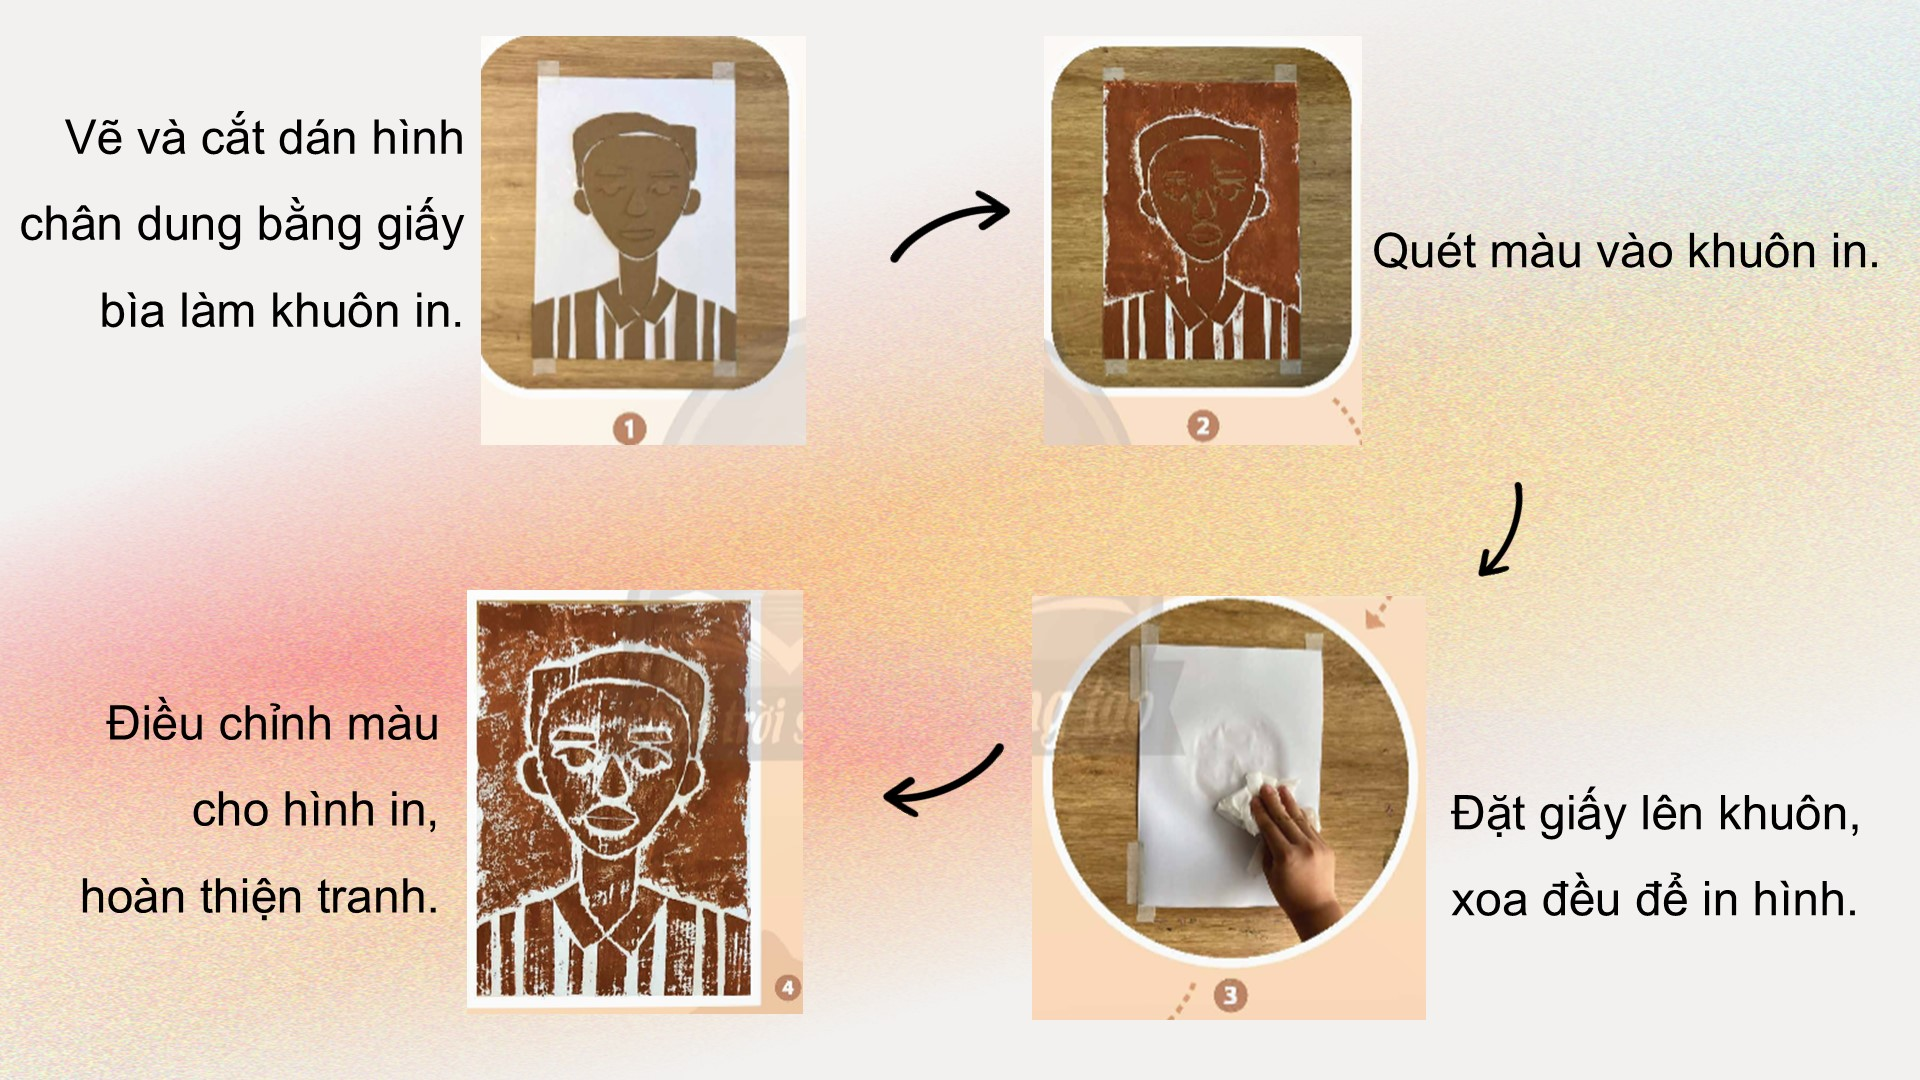 Vẽ và cắt dán hình
chân dung bằng giấy
bìa làm khuôn in.
1
Quét màu vào khuôn in.
2
Đặt giấy lên khuôn,
xoa đều để in hình.
3
Điều chỉnh màu
cho hình in,
hoàn thiện tranh.
4